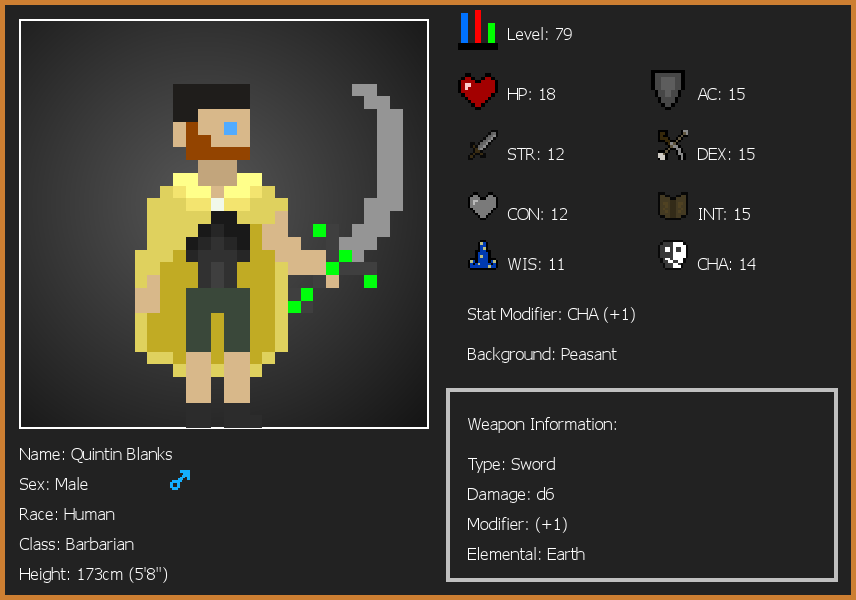 Level: 79
HP: 18
AC: 15
STR: 12
DEX: 15
CON: 12
INT: 15
WIS: 11
CHA: 14
Stat Modifier: CHA (+1)
Background: Peasant
Weapon Information:
Type: Sword
Damage: d6
Modifier: (+1)
Elemental: Earth
Name: Quintin Blanks
Sex: Male
Race: Human
Class: Barbarian
Height: 173cm (5'8")